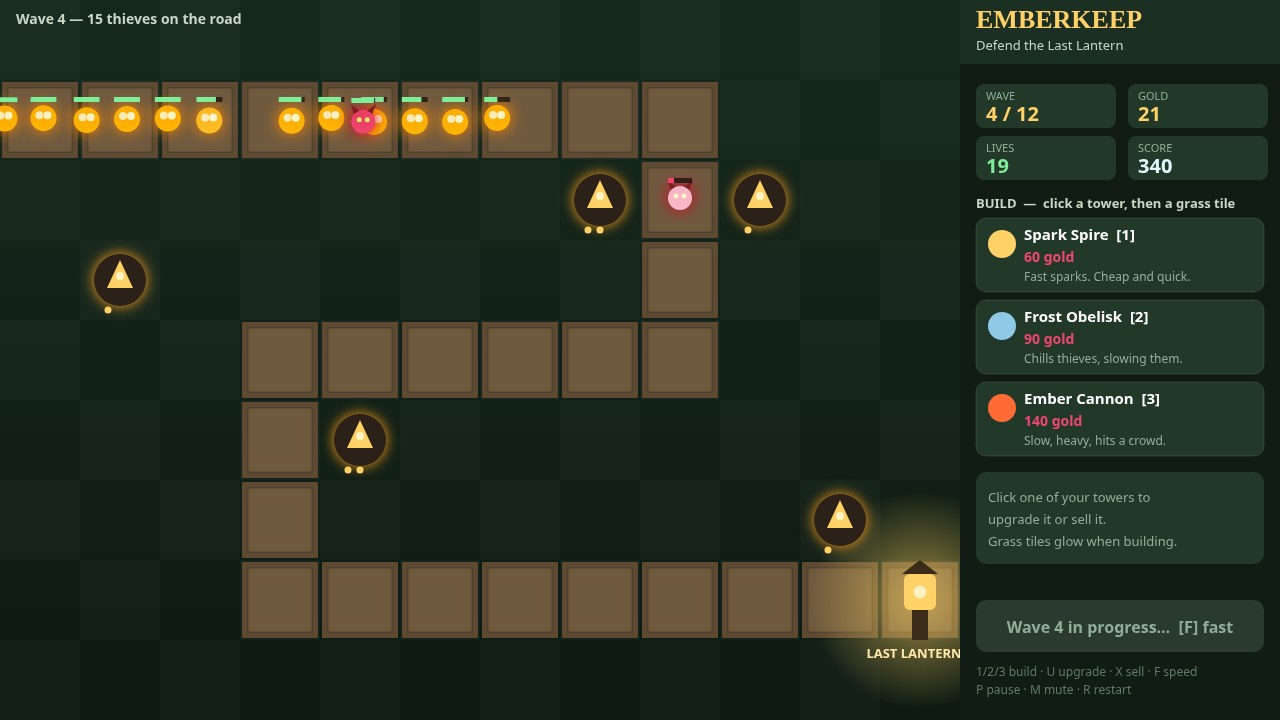 Wave 4 — 15 thieves on the road
LAST LANTERN
EMBERKEEP
Defend the Last Lantern
WAVE
4 / 12
GOLD
21
LIVES
19
SCORE
340
BUILD — click a tower, then a grass tile
Spark Spire [1]
60 gold
Fast sparks. Cheap and quick.
Frost Obelisk [2]
90 gold
Chills thieves, slowing them.
Ember Cannon [3]
140 gold
Slow, heavy, hits a crowd.
Click one of your towers to
upgrade it or sell it.
Grass tiles glow when building.
Wave 4 in progress... [F] fast
1/2/3 build · U upgrade · X sell · F speed
P pause · M mute · R restart